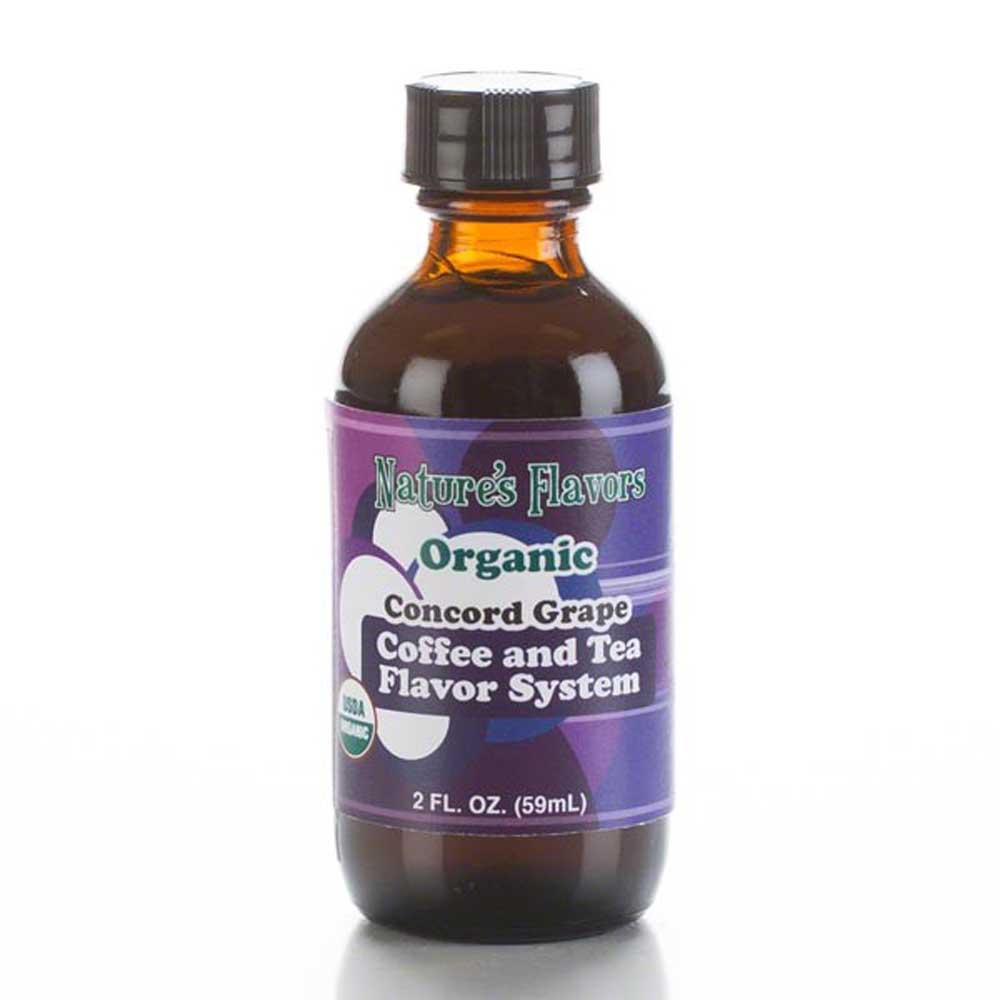 Nature's Flavors
Organic
Concord Grape
Coffee and Tea
Flavor System
USDA
ORGANIC
2 FL. OZ. (59mL)